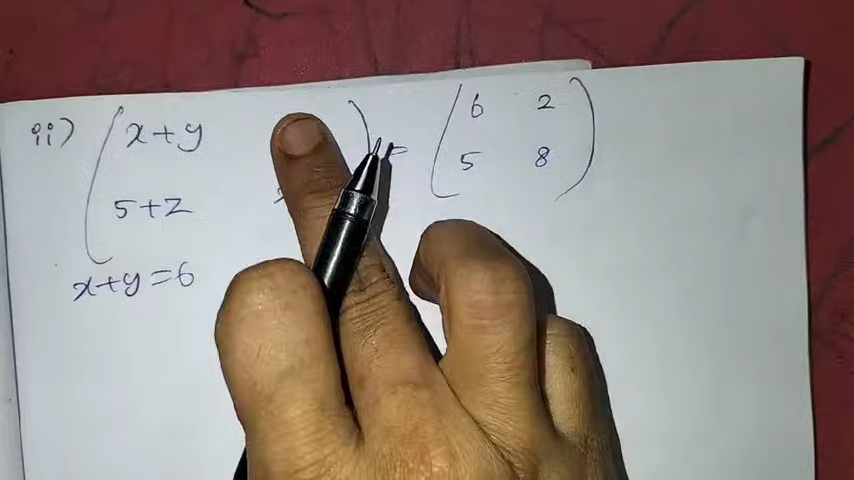 ii) x+y = 6 2
5+z 5 8
x+y=6